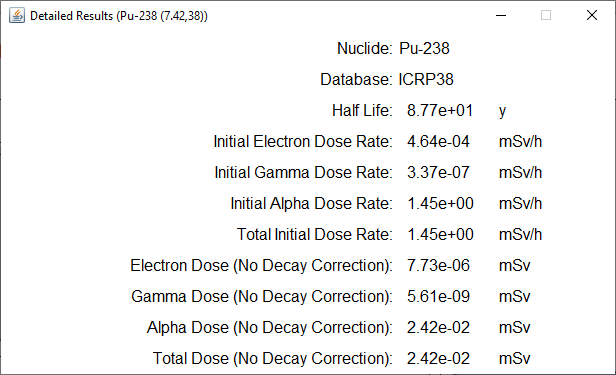 Detailed Results (Pu-238 (7.42,38))
Nuclide: Pu-238
Database: ICRP38
Half Life: 8.77e+01 y
Initial Electron Dose Rate: 4.64e-04 mSv/h
Initial Gamma Dose Rate: 3.37e-07 mSv/h
Initial Alpha Dose Rate: 1.45e+00 mSv/h
Total Initial Dose Rate: 1.45e+00 mSv/h
Electron Dose (No Decay Correction): 7.73e-06 mSv
Gamma Dose (No Decay Correction): 5.61e-09 mSv
Alpha Dose (No Decay Correction): 2.42e-02 mSv
Total Dose (No Decay Correction): 2.42e-02 mSv